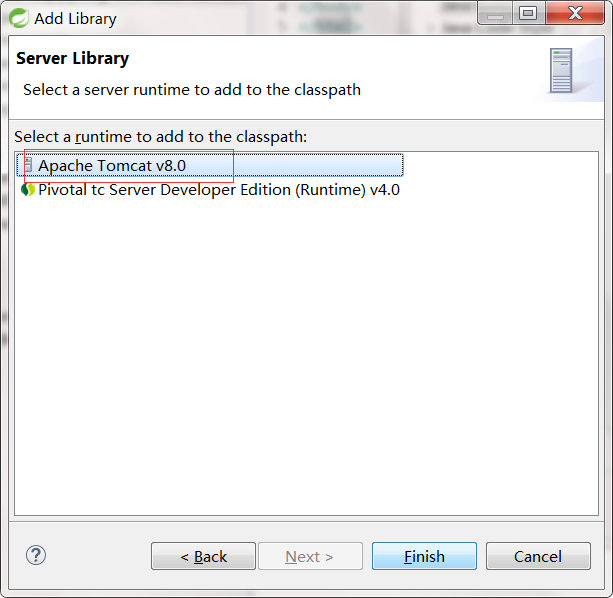 Add Library
Server Library
Select a server runtime to add to the classpath
Select a runtime to add to the classpath:
Apache Tomcat v8.0
Pivotal tc Server Developer Edition (Runtime) v4.0
?
< Back
Next >
Finish
Cancel